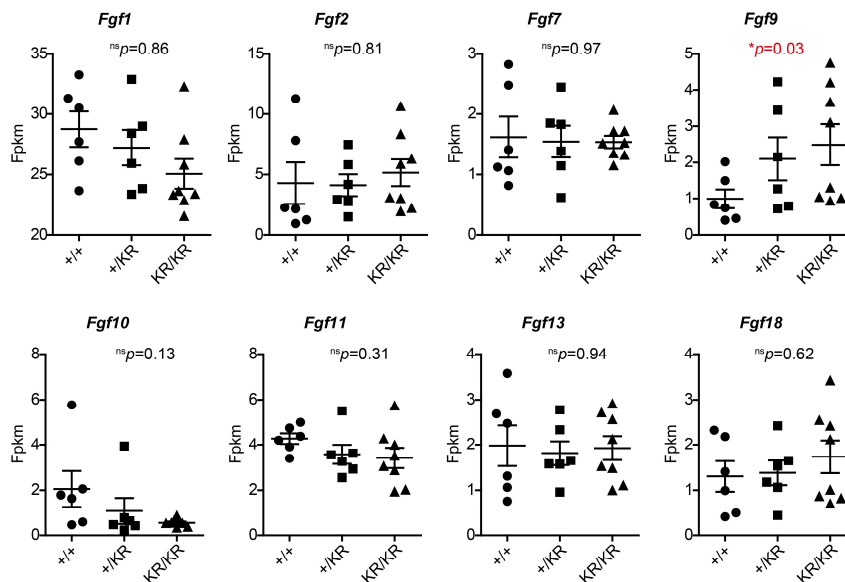 Fgf1
Fgf2
Fgf7
Fgf9
nsp=0.86
nsp=0.81
nsp=0.97
*p=0.03
Fpkm
35
30
25
20
+/+
+/KR
KR/KR
Fpkm
15
10
5
0
+/+
+/KR
KR/KR
Fpkm
3
2
1
0
+/+
+/KR
KR/KR
Fpkm
5
4
3
2
1
0
+/+
+/KR
KR/KR
Fgf10
Fgf11
Fgf13
Fgf18
nsp=0.13
nsp=0.31
nsp=0.94
nsp=0.62
Fpkm
8
6
4
2
0
+/+
+/KR
KR/KR
Fpkm
8
6
4
2
0
+/+
+/KR
KR/KR
Fpkm
4
3
2
1
0
+/+
+/KR
KR/KR
Fpkm
4
3
2
1
0
+/+
+/KR
KR/KR